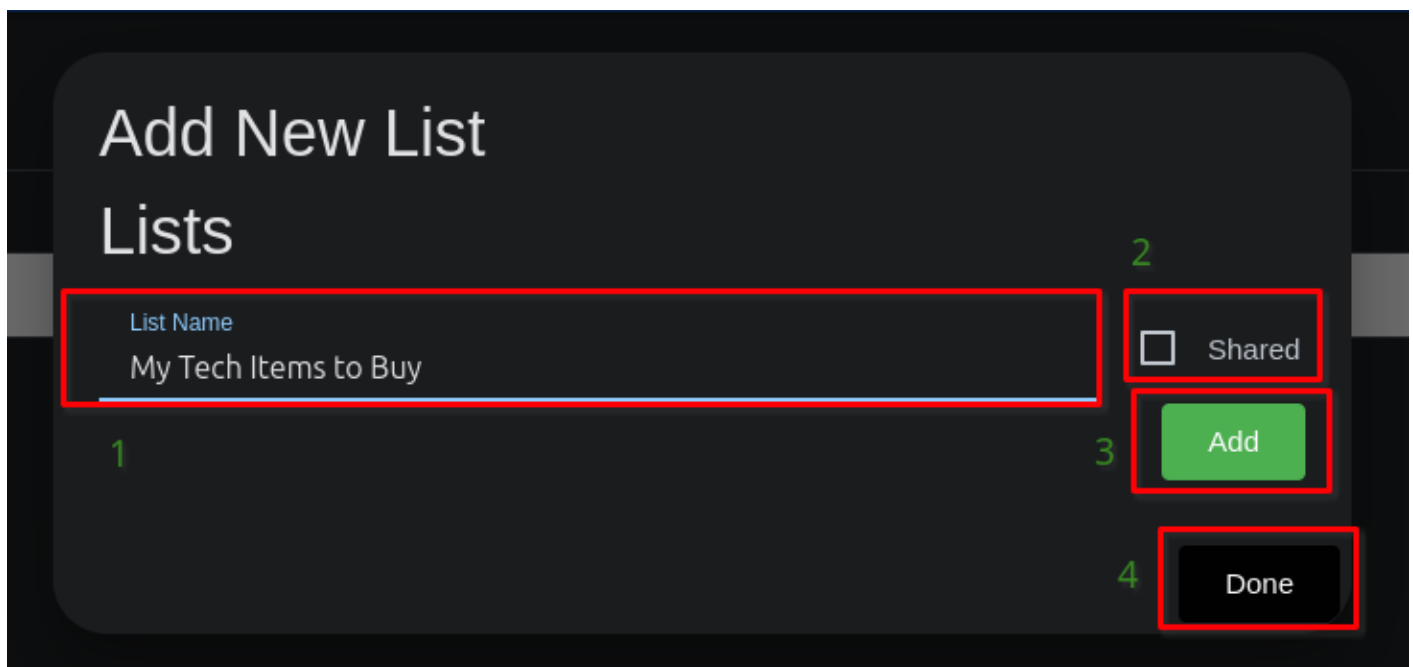 Add New List
Lists
2
List Name
My Tech Items to Buy
Shared
1
3
Add
4
Done